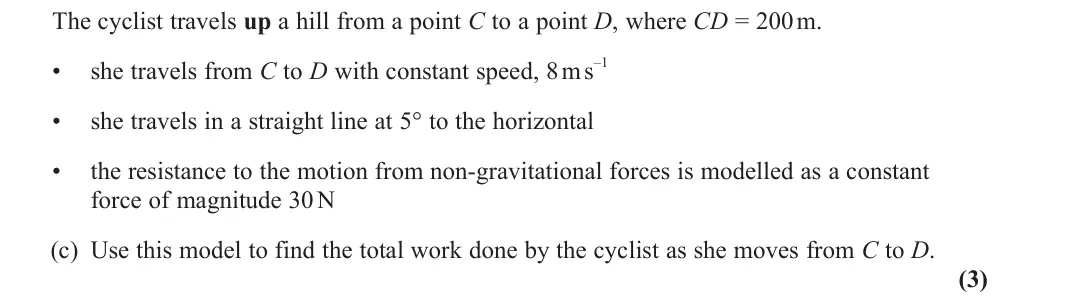 The cyclist travels up a hill from a point C to a point D, where CD = 200 m.
• she travels from C to D with constant speed, 8 m s⁻¹
• she travels in a straight line at 5° to the horizontal
• the resistance to the motion from non-gravitational forces is modelled as a constant
force of magnitude 30 N
(c) Use this model to find the total work done by the cyclist as she moves from C to D.
(3)